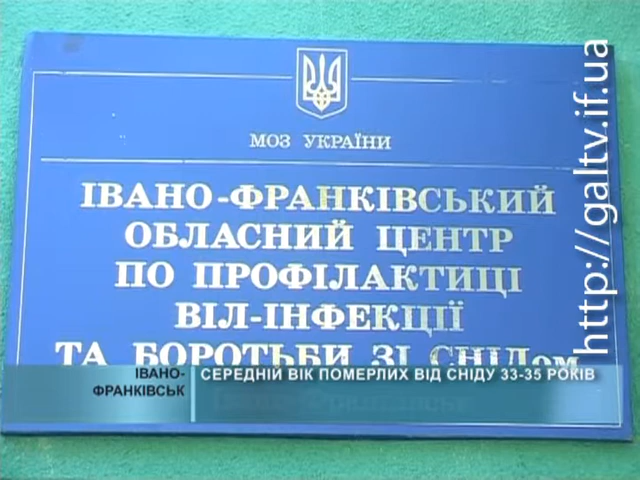 МОЗ УКРАЇНИ
ІВАНО-ФРАНКІВСЬКИЙ
ОБЛАСНИЙ ЦЕНТР
ПО ПРОФІЛАКТИЦІ
ВІЛ-ІНФЕКЦІЇ
ТА БОРОТЬБИ ЗІ СНІДом
ІВАНО-
ФРАНКІВСЬК
СЕРЕДНІЙ ВІК ПОМЕРЛИХ ВІД СНІДУ 33-35 РОКІВ
http://galtv.if.ua